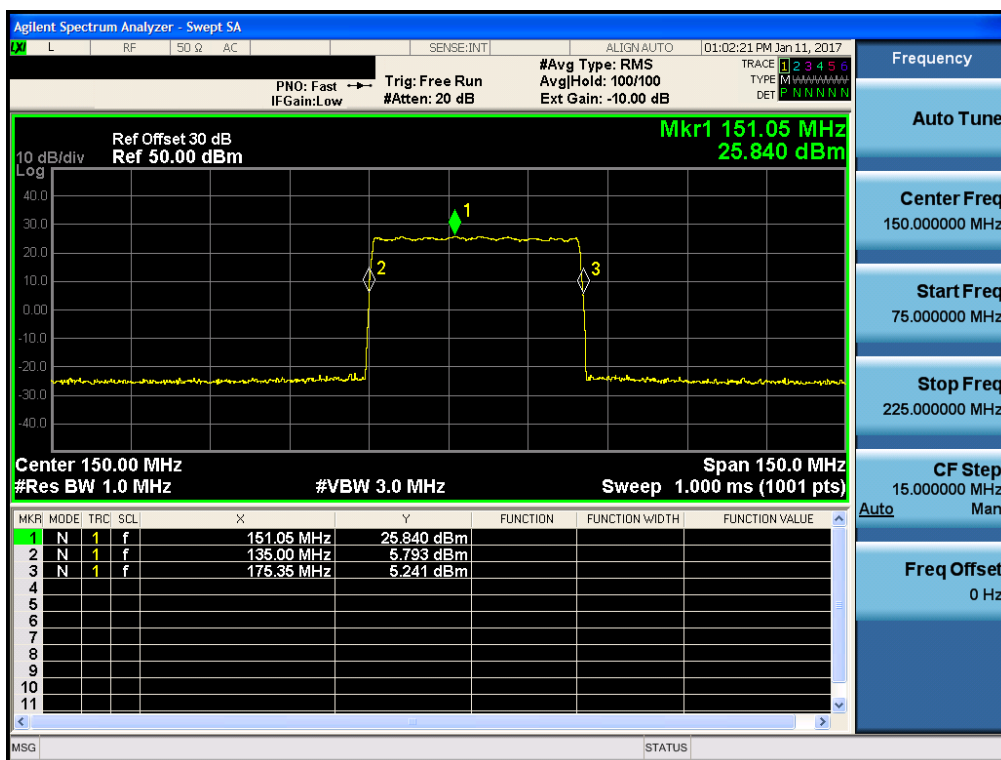 Agilent Spectrum Analyzer - Swept SA
LXI L RF 50 Ω AC SENSE:INT ALIGN AUTO 01:02:21 PM Jan 11, 2017
#Avg Type: RMS TRACE 1 2 3 4 5 6
PNO: Fast Trig: Free Run Avg|Hold: 100/100 TYPE M
IFGain:Low #Atten: 20 dB Ext Gain: -10.00 dB DET P N N N N N
Mkr1 151.05 MHz
25.840 dBm
Ref Offset 30 dB
10 dB/div Ref 50.00 dBm
Log
40.0
30.0
20.0
10.0
0.00
-10.0
-20.0
-30.0
-40.0
1
2
3
Center 150.00 MHz Span 150.0 MHz
#Res BW 1.0 MHz #VBW 3.0 MHz Sweep 1.000 ms (1001 pts)
MKR MODE TRC SCL X Y FUNCTION FUNCTION WIDTH FUNCTION VALUE
1 N 1 f 151.05 MHz 25.840 dBm
2 N 1 f 135.00 MHz 5.793 dBm
3 N 1 f 175.35 MHz 5.241 dBm
4
5
6
7
8
9
10
11
MSG STATUS
Frequency
Auto Tune
Center Freq
150.000000 MHz
Start Freq
75.000000 MHz
Stop Freq
225.000000 MHz
CF Step
15.000000 MHz
Auto Man
Freq Offset
0 Hz